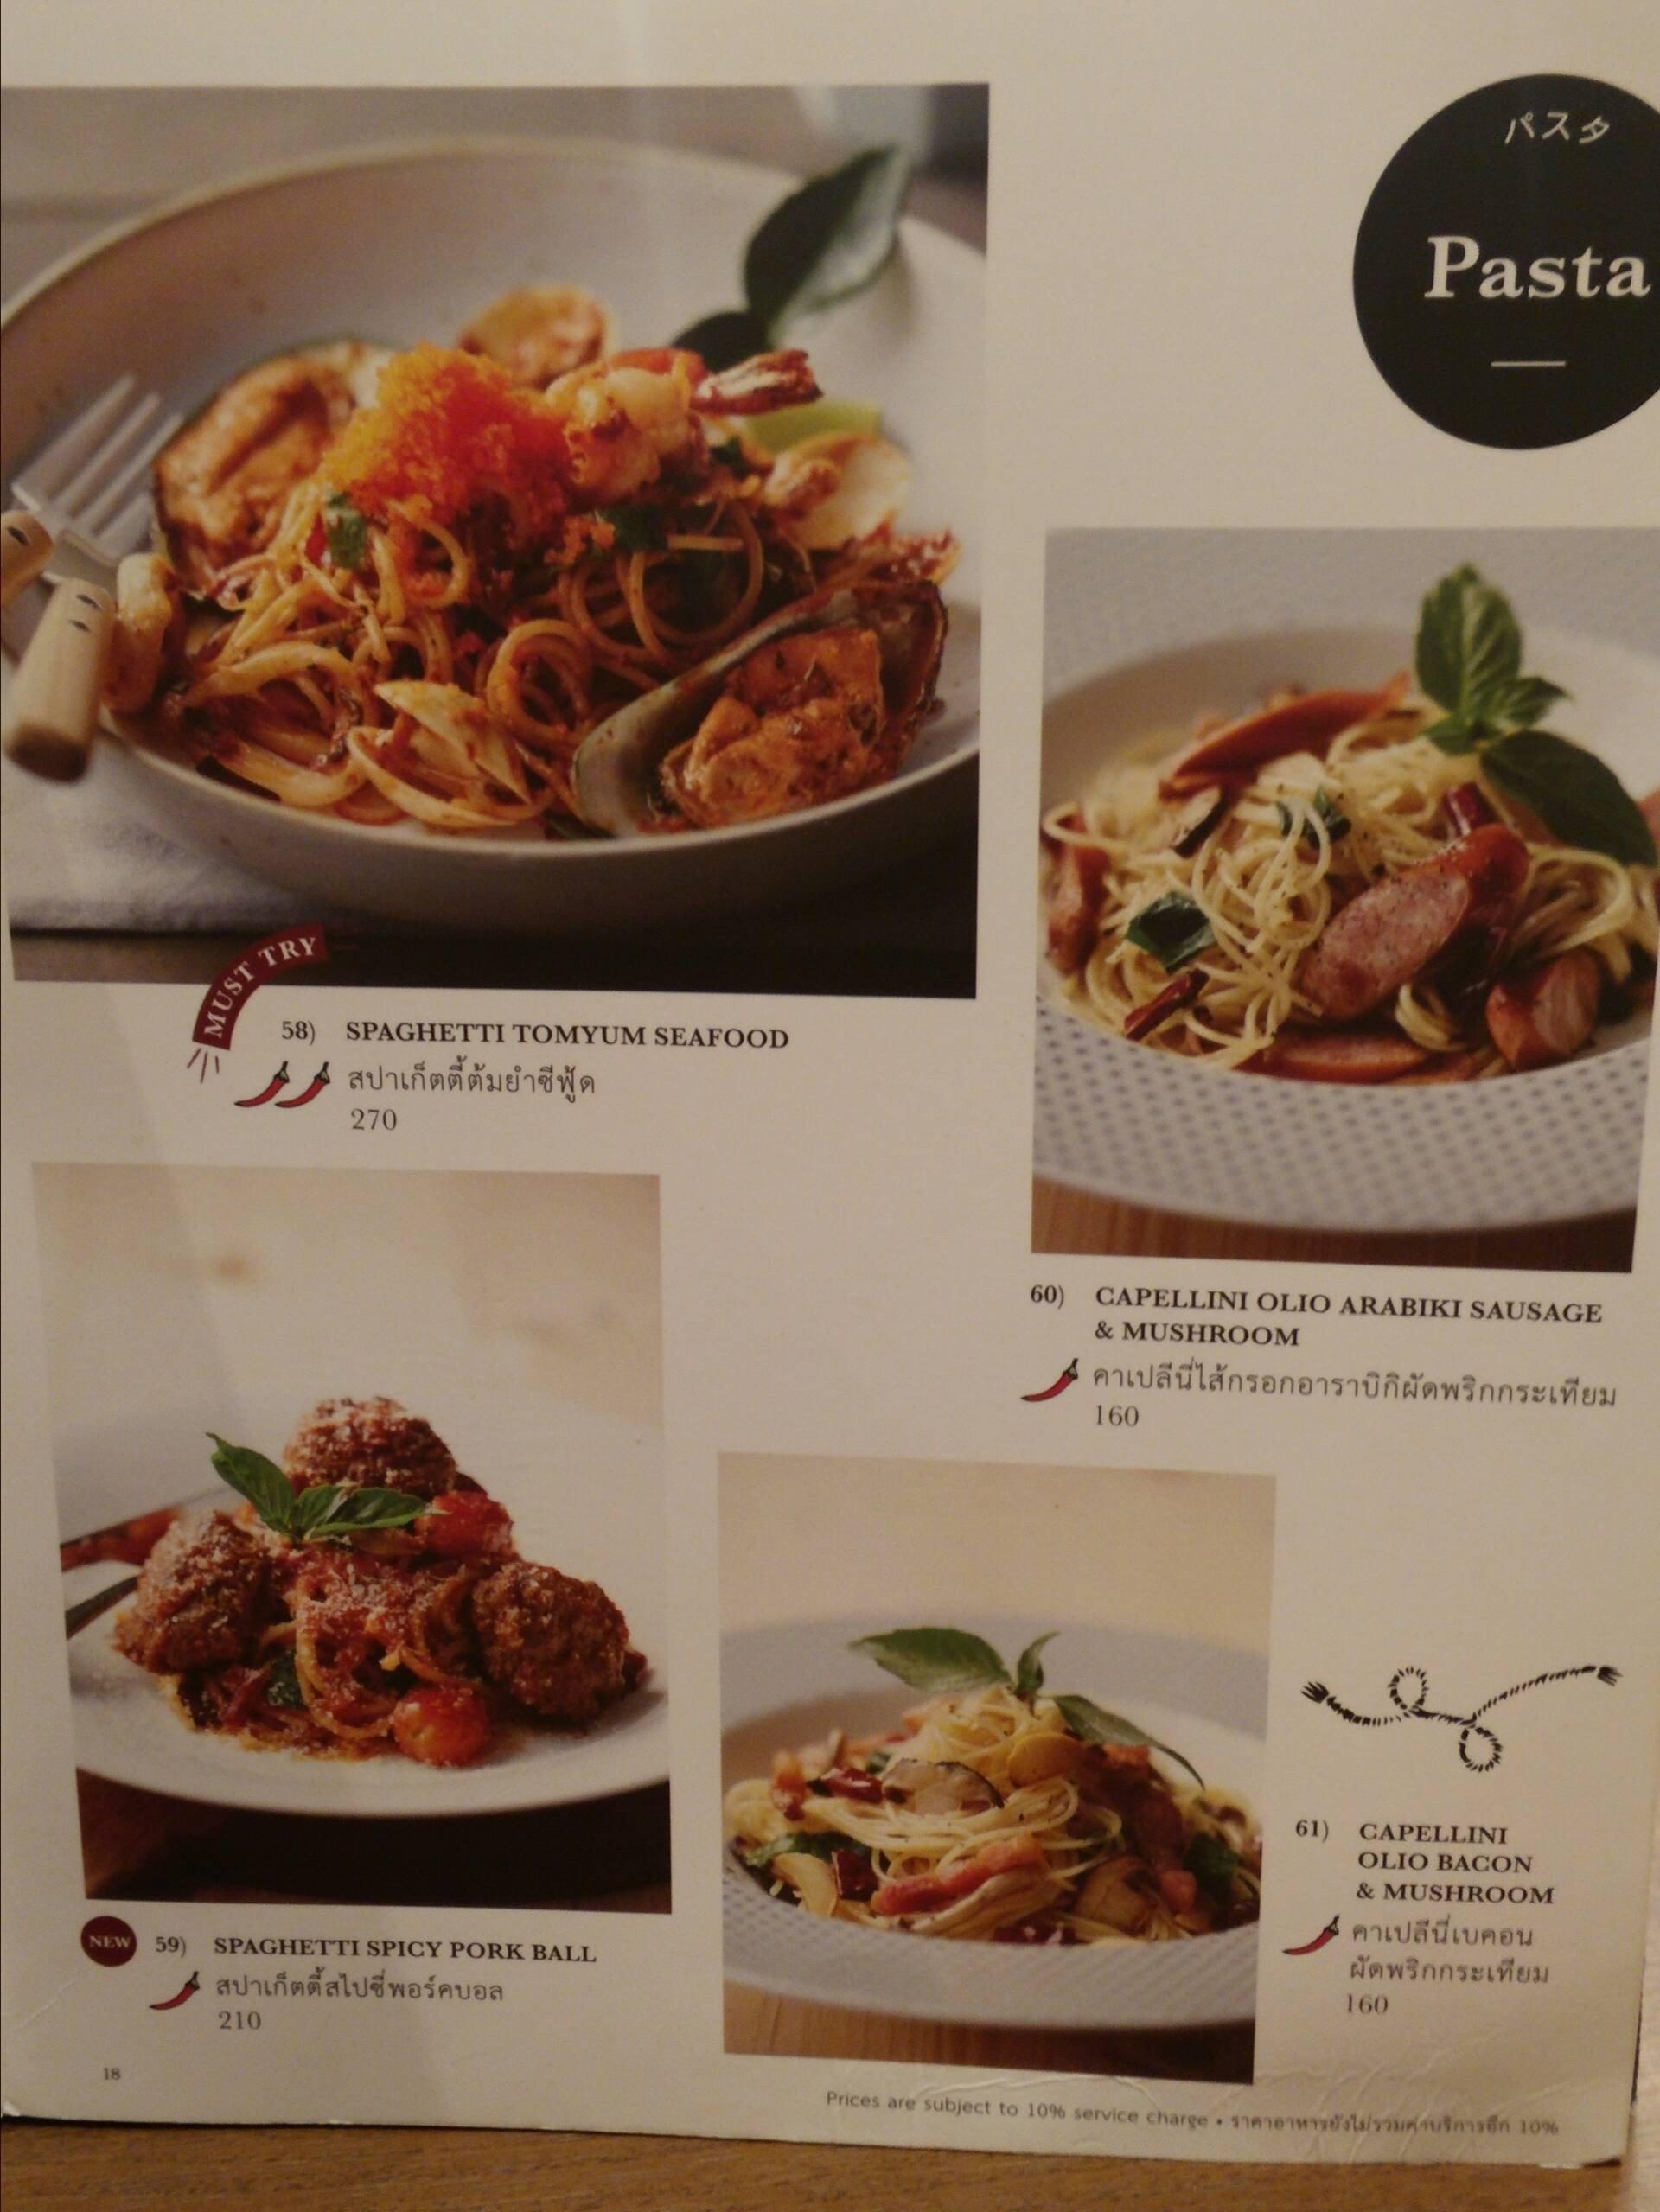 パスタ
Pasta
MUST TRY
58) SPAGHETTI TOMYUM SEAFOOD
สปาเก็ตตี้ต้มยำซีฟู้ด
270
60) CAPELLINI OLIO ARABIKI SAUSAGE
& MUSHROOM
คาเปลีนี่ไส้กรอกอาราบิกิผัดพริกกระเทียม
160
NEW 59) SPAGHETTI SPICY PORK BALL
สปาเก็ตตี้สไปซี่พอร์คบอล
210
61) CAPELLINI
OLIO BACON
& MUSHROOM
คาเปลีนี่เบคอน
ผัดพริกกระเทียม
160
18
Prices are subject to 10% service charge • ราคาอาหารยังไม่รวมค่าบริการอีก 10%